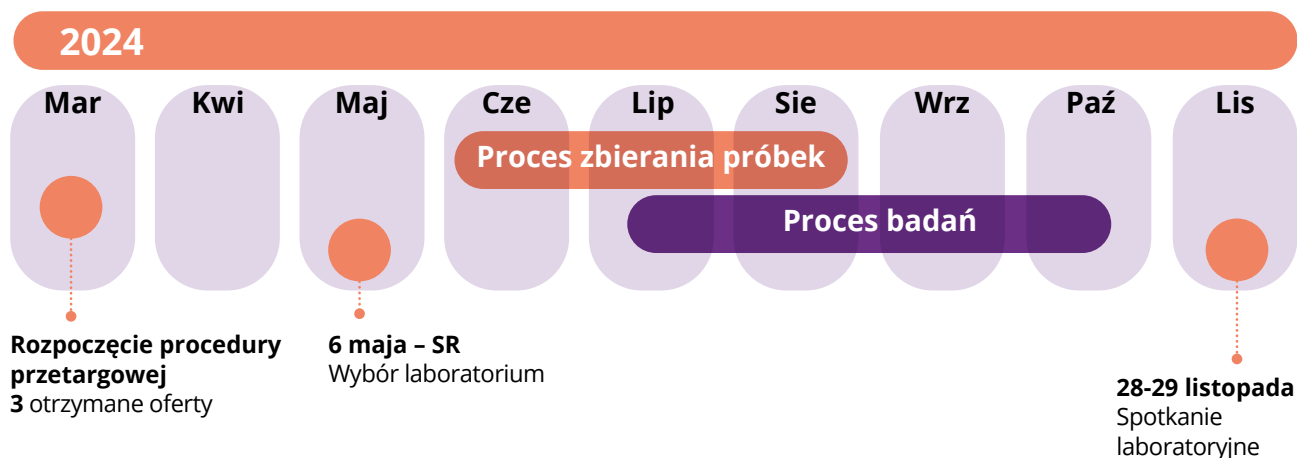 2024
Mar Kwi Maj Cze Lip Sie Wrz Paź Lis
Proces zbierania próbek
Proces badań
Rozpoczęcie procedury
przetargowej
3 otrzymane oferty
6 maja – SR
Wybór laboratorium
28-29 listopada
Spotkanie
laboratoryjne